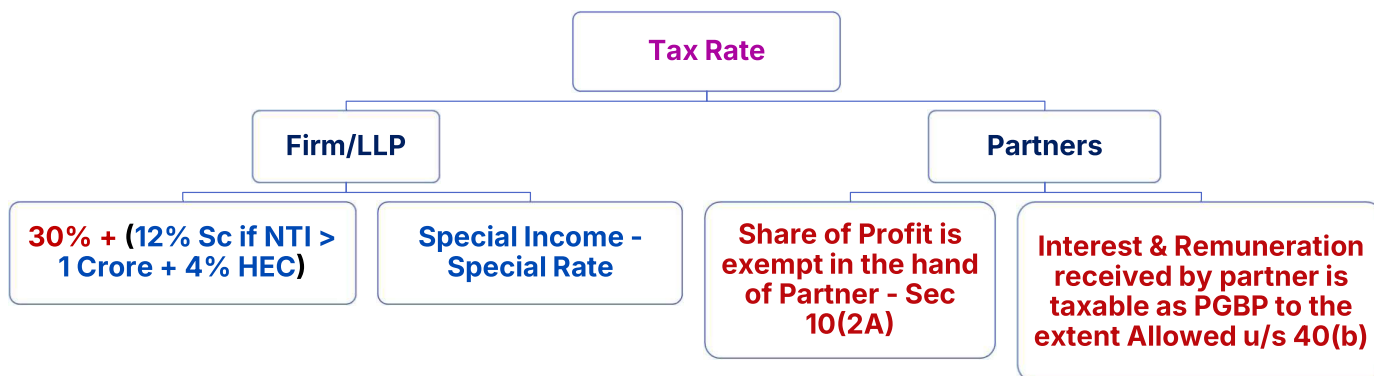 Tax Rate
Firm/LLP
Partners
30% + (12% Sc if NTI >
1 Crore + 4% HEC)
Special Income -
Special Rate
Share of Profit is
exempt in the hand
of Partner - Sec
10(2A)
Interest & Remuneration
received by partner is
taxable as PGBP to the
extent Allowed u/s 40(b)